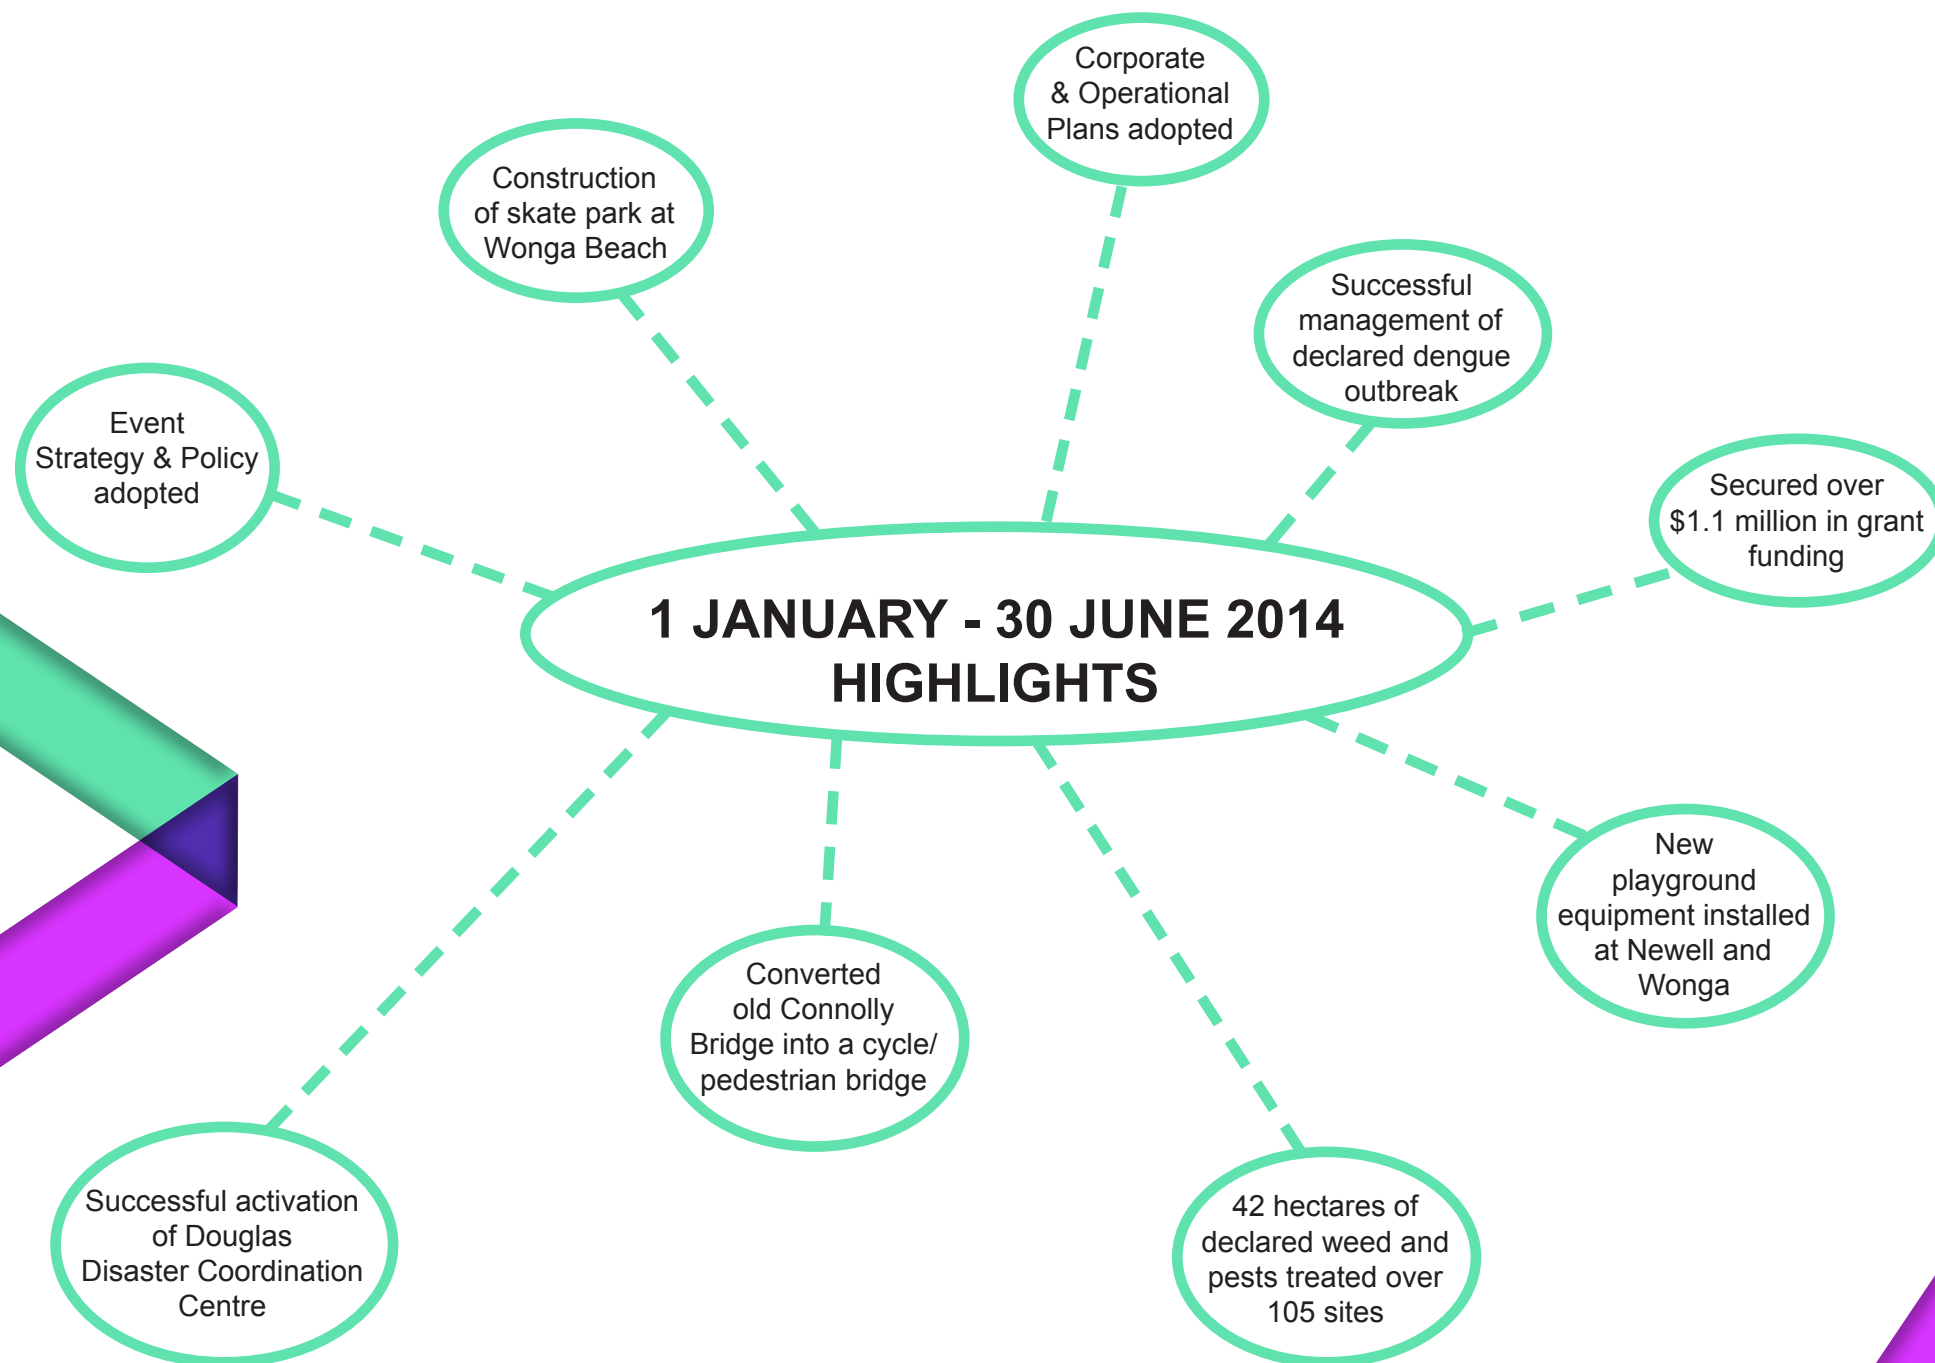 Corporate
& Operational
Plans adopted
Construction
of skate park at
Wonga Beach
Successful
management of
declared dengue
outbreak
Event
Strategy & Policy
adopted
Secured over
$1.1 million in grant
funding
1 JANUARY - 30 JUNE 2014
HIGHLIGHTS
New
playground
equipment installed
at Newell and
Wonga
Converted
old Connolly
Bridge into a cycle/
pedestrian bridge
Successful activation
of Douglas
Disaster Coordination
Centre
42 hectares of
declared weed and
pests treated over
105 sites